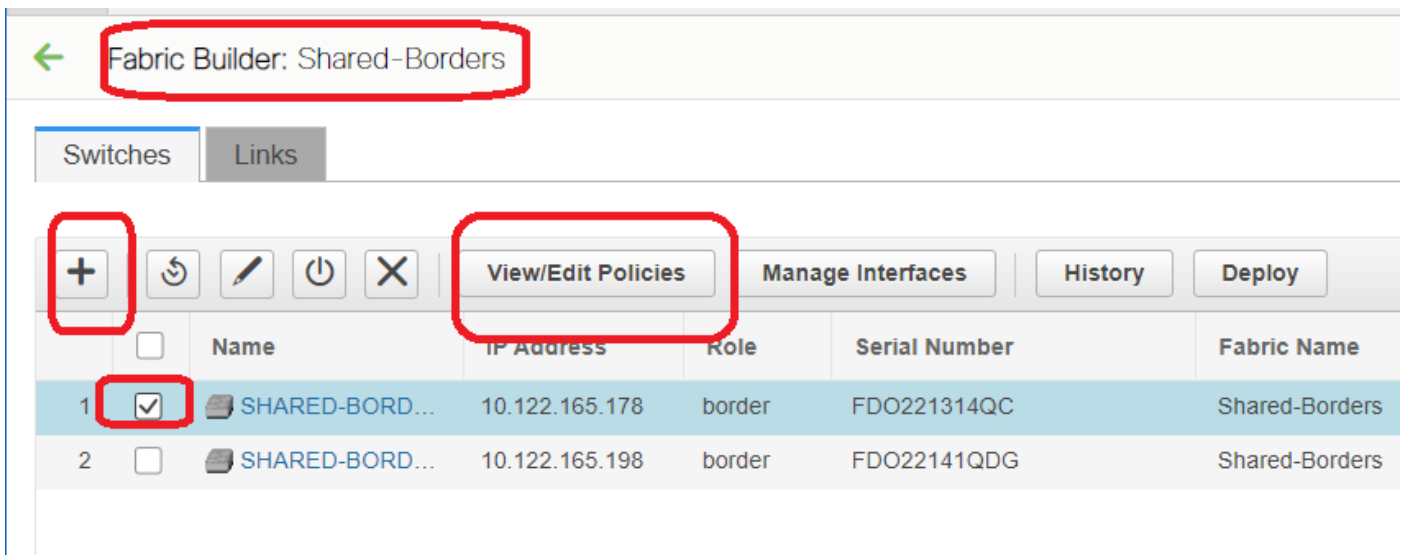 Fabric Builder: Shared-Borders
Switches Links
View/Edit Policies Manage Interfaces History Deploy
Name IP Address Role Serial Number Fabric Name
1 SHARED-BORD... 10.122.165.178 border FDO221314QC Shared-Borders
2 SHARED-BORD... 10.122.165.198 border FDO22141QDG Shared-Borders